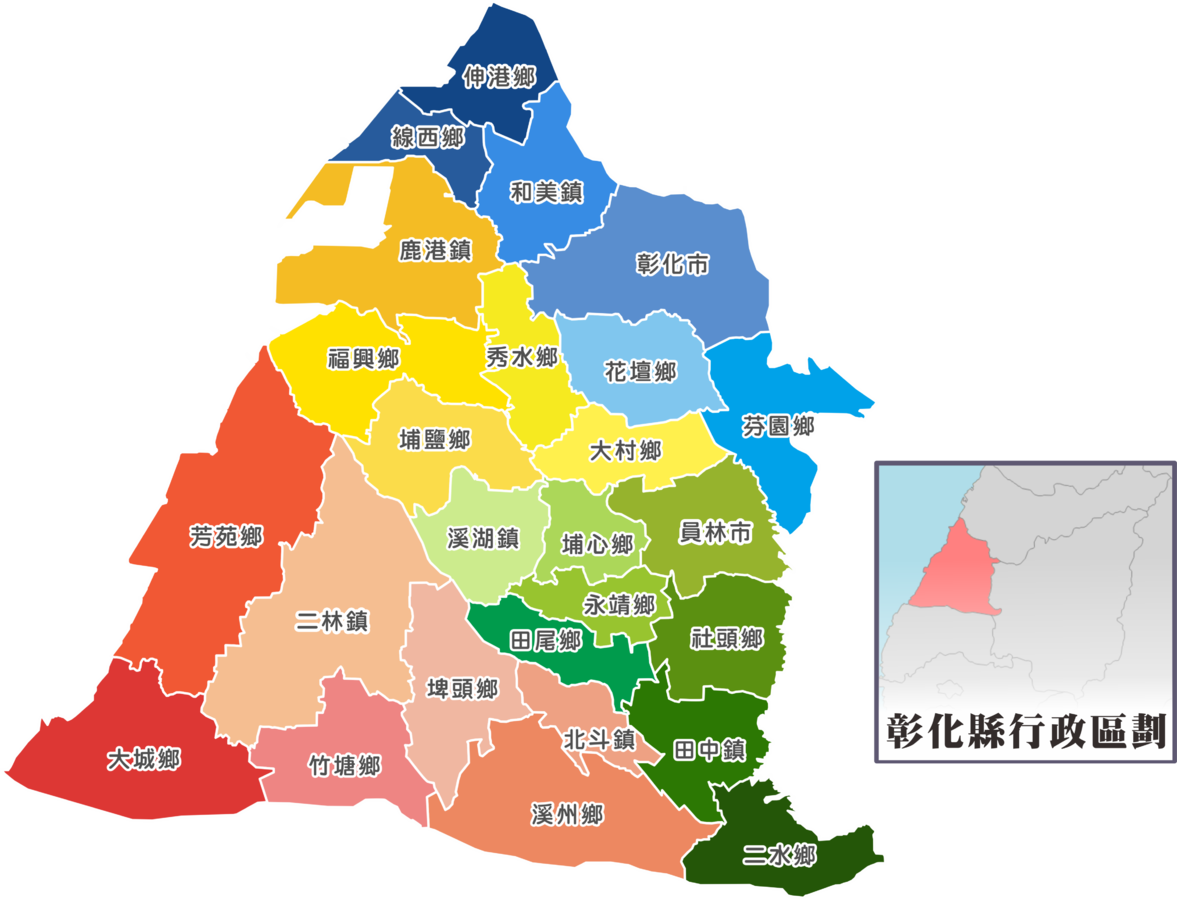 伸港鄉
線西鄉
和美鎮
鹿港鎮
彰化市
福興鄉
秀水鄉
花壇鄉
芬園鄉
埔鹽鄉
大村鄉
芳苑鄉
溪湖鎮
埔心鄉
員林市
二林鎮
永靖鄉
田尾鄉
社頭鄉
埤頭鄉
大城鄉
竹塘鄉
北斗鎮
田中鎮
溪州鄉
二水鄉
彰化縣行政區劃